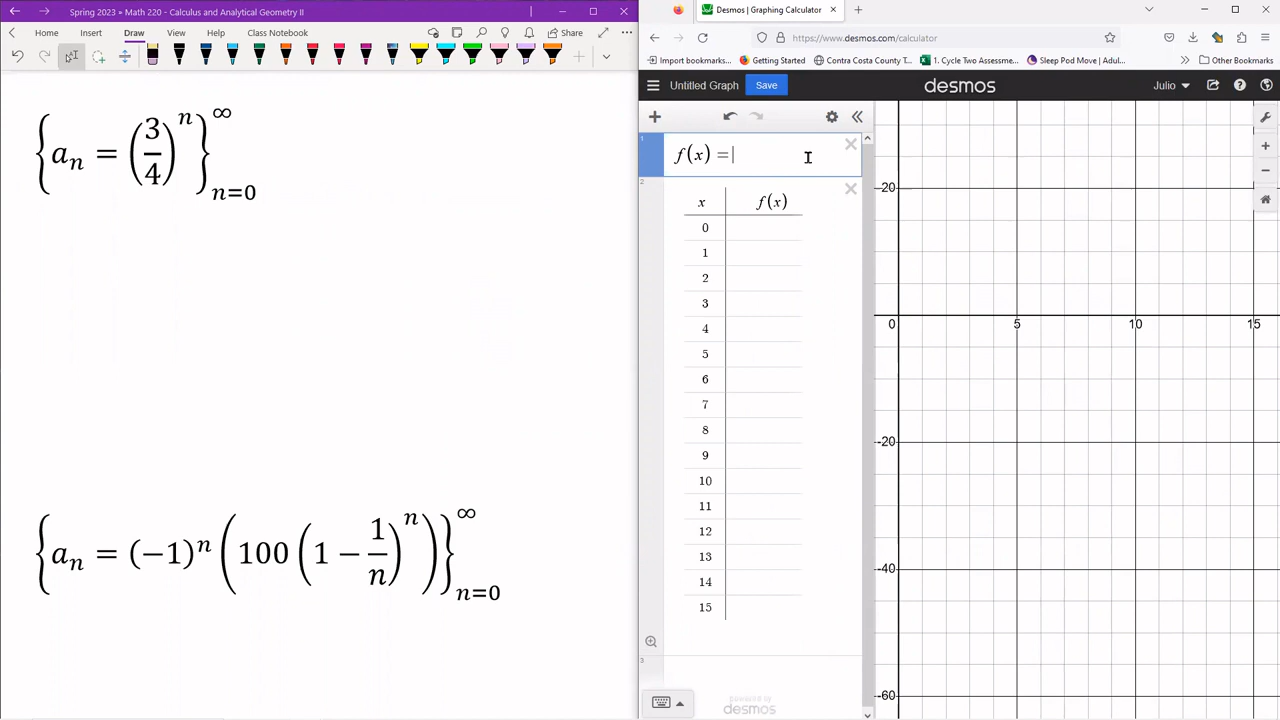 Spring 2023 » Math 220 - Calculus and Analytical Geometry II
Home Insert Draw View Help Class Notebook Share
{a_n = (3/4)^n}_{n=0}^∞
{a_n = (−1)^n (100 (1 − 1/n)^n)}_{n=0}^∞
Desmos | Graphing Calculator
https://www.desmos.com/calculator
Import bookmarks... Getting Started Contra Costa County T... 1. Cycle Two Assessme... Sleep Pod Move | Adul... Other Bookmarks
Untitled Graph Save desmos Julio
1
f(x) =
2
x f(x)
0
1
2
3
4
5
6
7
8
9
10
11
12
13
14
15
3
powered by
desmos
20
0 5 10 15
-20
-40
-60